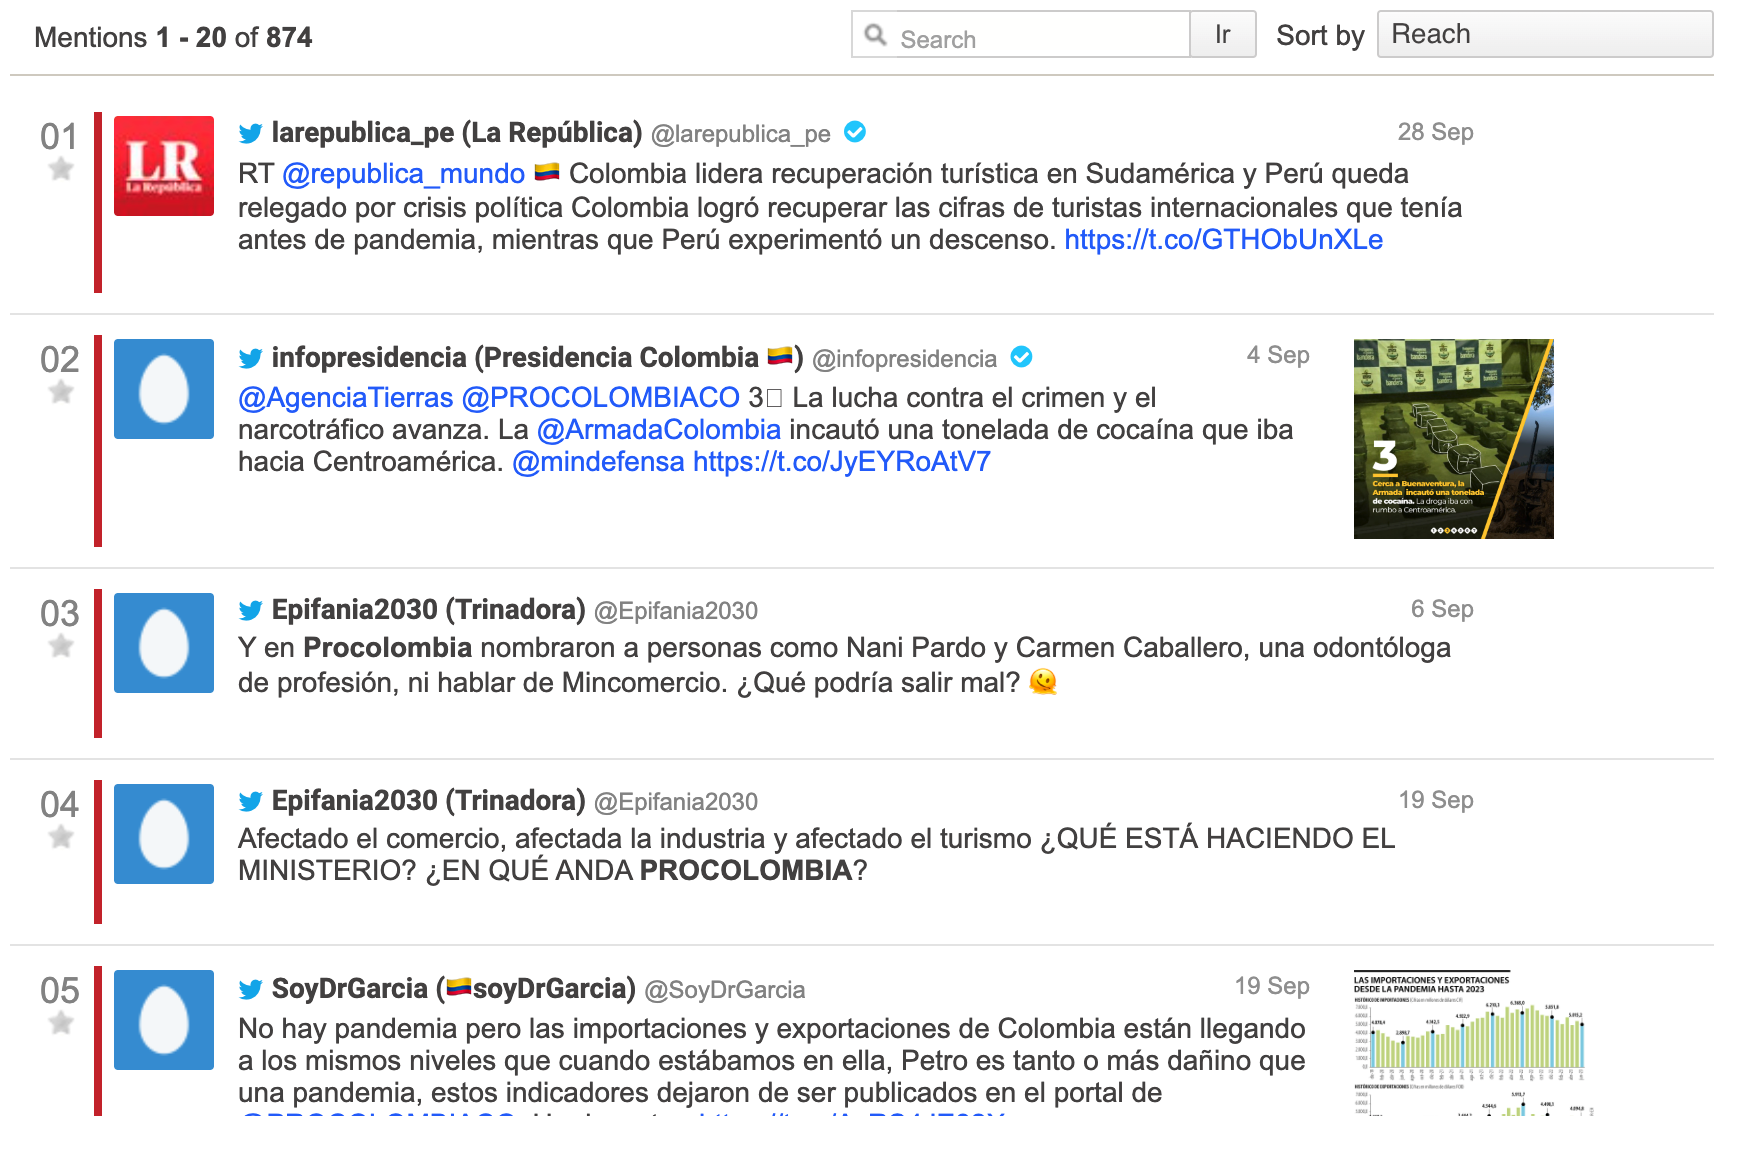 Mentions 1 - 20 of 874
Search
Ir
Sort by
Reach
01
LR
La República
larepublica_pe (La República) @larepublica_pe
28 Sep
RT @republica_mundo 🇨🇴 Colombia lidera recuperación turística en Sudamérica y Perú queda
relegado por crisis política Colombia logró recuperar las cifras de turistas internacionales que tenía
antes de pandemia, mientras que Perú experimentó un descenso. https://t.co/GTHObUnXLe
02
infopresidencia (Presidencia Colombia 🇨🇴) @infopresidencia
4 Sep
@AgenciaTierras @PROCOLOMBIACO 3 La lucha contra el crimen y el
narcotráfico avanza. La @ArmadaColombia incautó una tonelada de cocaína que iba
hacia Centroamérica. @mindefensa https://t.co/JyEYRoAtV7
3
Cerca a Buenaventura, la
Armada incautó una tonelada
de cocaína. La droga iba con
rumbo a Centroamérica.
03
Epifania2030 (Trinadora) @Epifania2030
6 Sep
Y en Procolombia nombraron a personas como Nani Pardo y Carmen Caballero, una odontóloga
de profesión, ni hablar de Mincomercio. ¿Qué podría salir mal? 🫠
04
Epifania2030 (Trinadora) @Epifania2030
19 Sep
Afectado el comercio, afectada la industria y afectado el turismo ¿QUÉ ESTÁ HACIENDO EL
MINISTERIO? ¿EN QUÉ ANDA PROCOLOMBIA?
05
SoyDrGarcia (🇨🇴soyDrGarcia) @SoyDrGarcia
19 Sep
No hay pandemia pero las importaciones y exportaciones de Colombia están llegando
a los mismos niveles que cuando estábamos en ella, Petro es tanto o más dañino que
una pandemia, estos indicadores dejaron de ser publicados en el portal de
LAS IMPORTACIONES Y EXPORTACIONES
DESDE LA PANDEMIA HASTA 2023
HISTÓRICO DE IMPORTACIONES
HISTÓRICO DE EXPORTACIONES